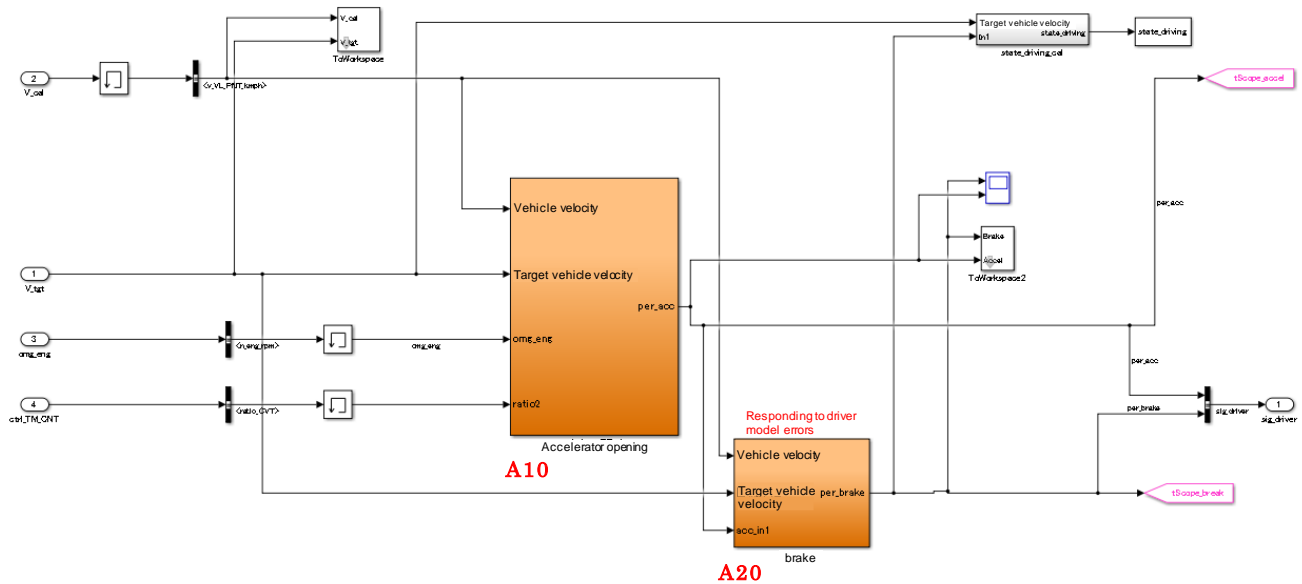 V_cal
v_tgt
ToWorkspace
Target vehicle velocity
In1
state_driving
state_driving_cal
state_driving
2
V_cal
<v_VL_PNT_kmph>
tScope_accel
Vehicle velocity
Target vehicle velocity
per_acc
omg_eng
ratio2
Accelerator opening
A10
1
V_tgt
3
omg_eng
<n_eng_rpm>
omg_eng
4
ctrl_TM_CNT
<ratio_CVT>
Brake
Accel
ToWorkspace2
per_acc
per_acc
per_brake
sig_driver
1
sig_driver
Responding to driver
model errors
Vehicle velocity
Target vehicle
velocity
per_brake
acc_in1
brake
A20
tScope_break